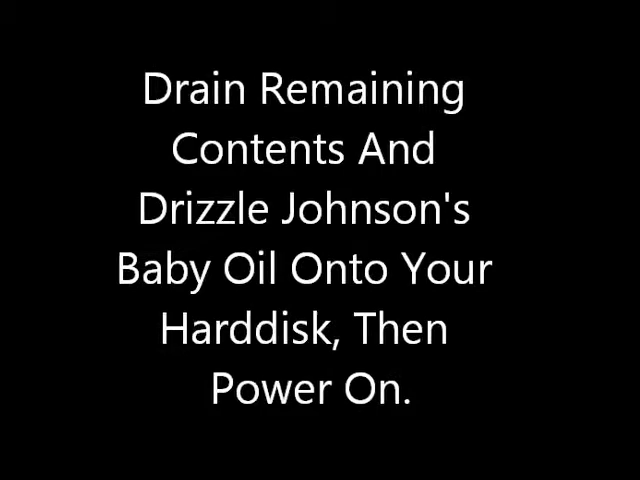 Drain Remaining
Contents And
Drizzle Johnson's
Baby Oil Onto Your
Harddisk, Then
Power On.